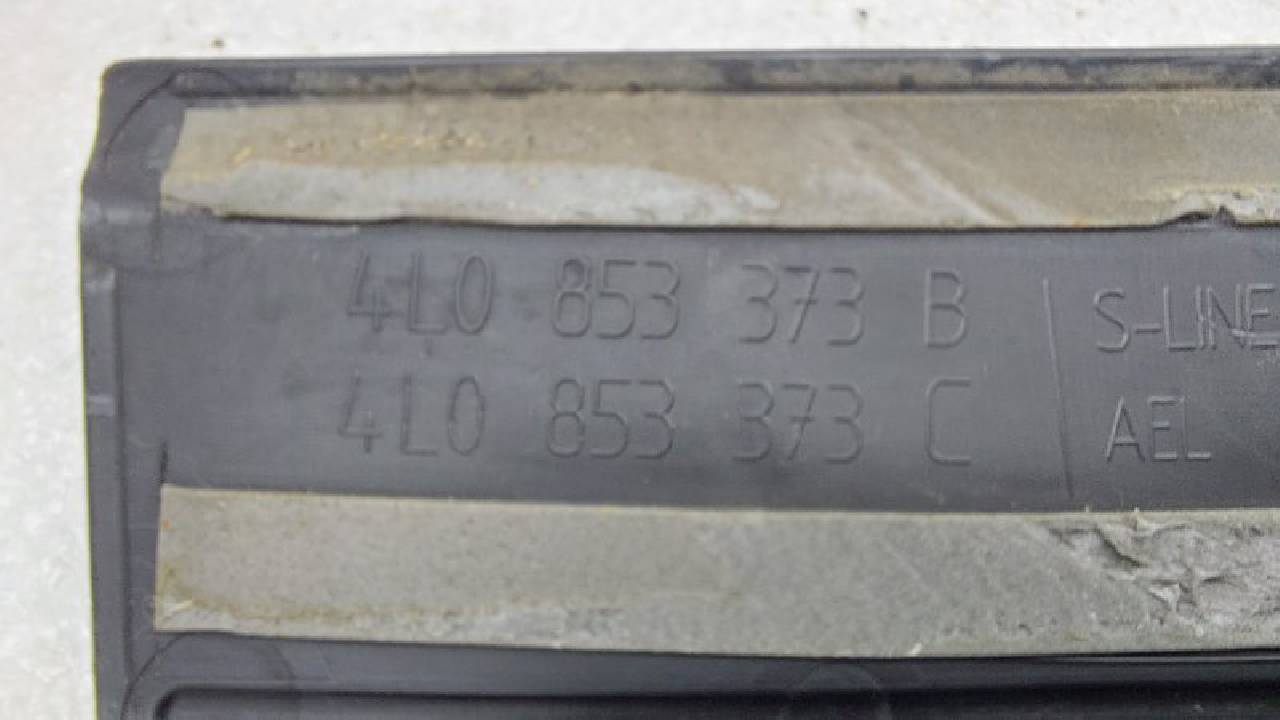 4L0 853 373 B | S-LINE
4L0 853 373 C | AEL